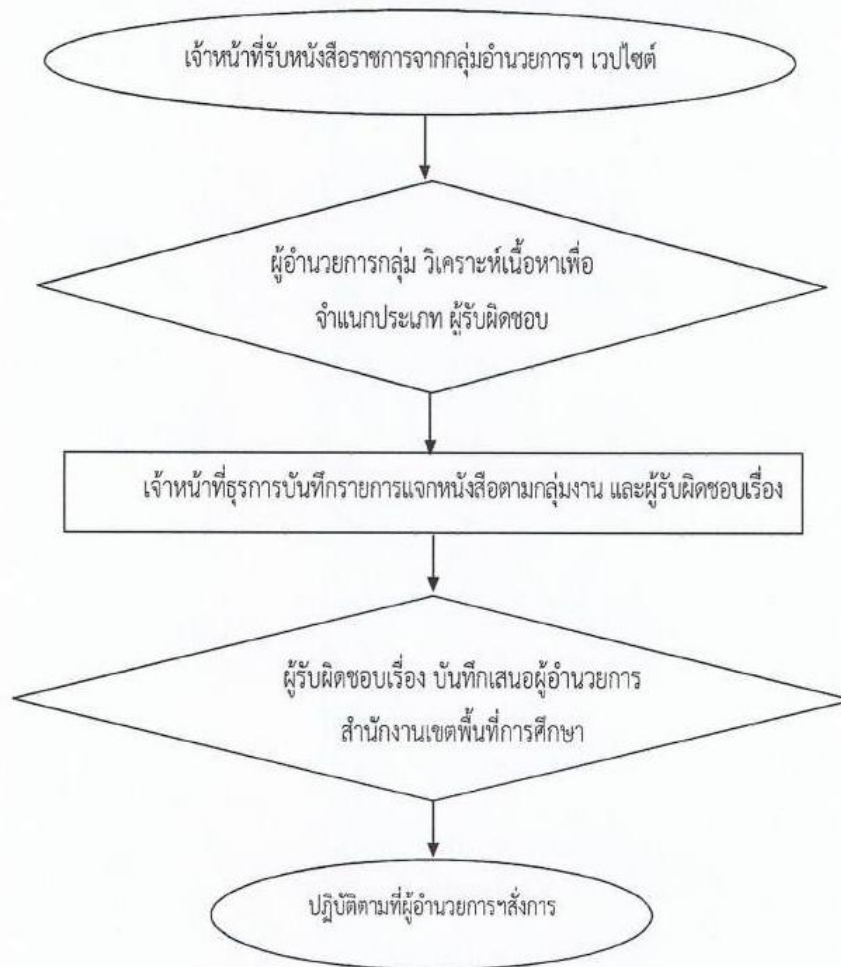 เจ้าหน้าที่รับหนังสือราชการจากกลุ่มอำนวยการฯ เวปไซต์
ผู้อำนวยการกลุ่ม วิเคราะห์เนื้อหาเพื่อ
จำแนกประเภท ผู้รับผิดชอบ
เจ้าหน้าที่ธุรการบันทึกรายการแจกหนังสือตามกลุ่มงาน และผู้รับผิดชอบเรื่อง
ผู้รับผิดชอบเรื่อง บันทึกเสนอผู้อำนวยการ
สำนักงานเขตพื้นที่การศึกษา
ปฏิบัติตามที่ผู้อำนวยการฯสั่งการ